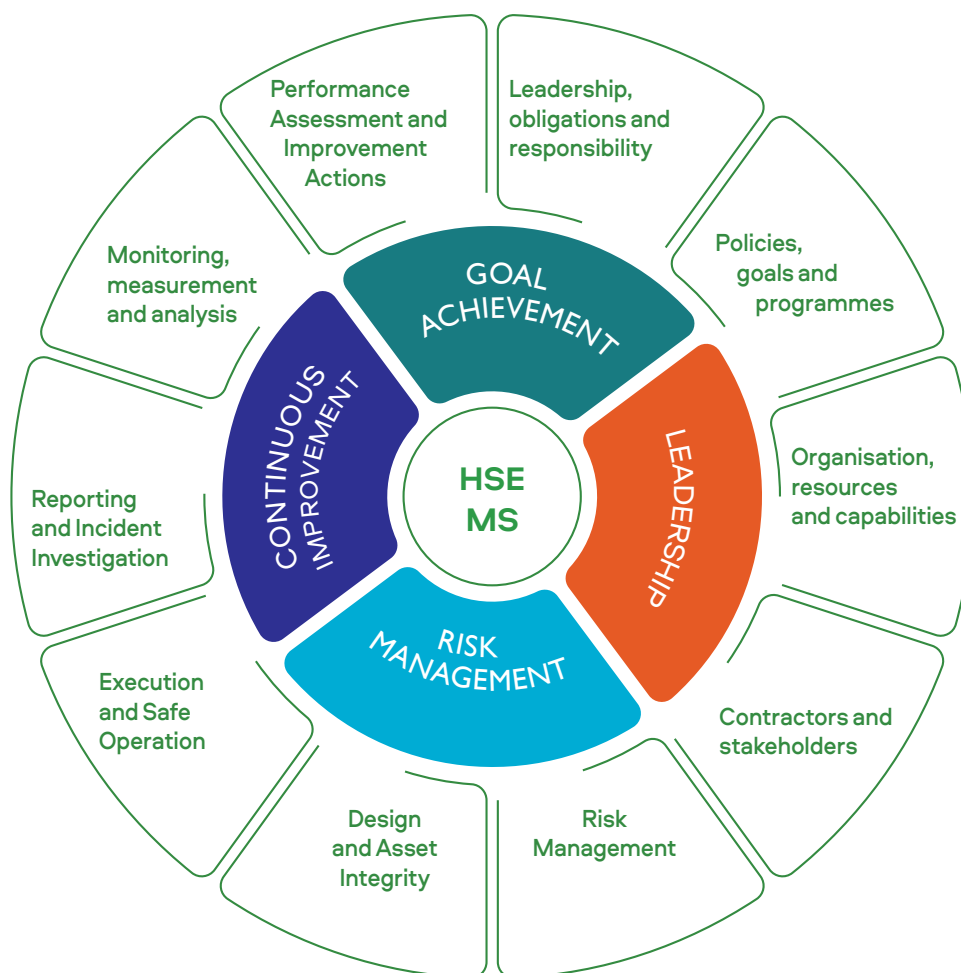 Performance
Assessment and
Improvement
Actions
Leadership,
obligations and
responsibility
Policies,
goals and
programmes
Organisation,
resources
and capabilities
Contractors and
stakeholders
Risk
Management
Design
and Asset
Integrity
Execution
and Safe
Operation
Reporting
and Incident
Investigation
Monitoring,
measurement
and analysis
GOAL
ACHIEVEMENT
LEADERSHIP
RISK
MANAGEMENT
CONTINUOUS
IMPROVEMENT
HSE
MS